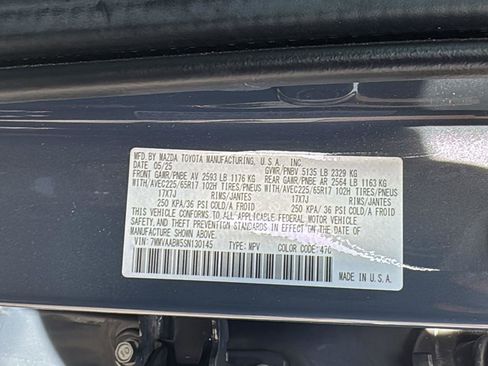 MFD BY MAZDA TOYOTA MANUFACTURING, U.S.A., INC.
DATE 05/25 GVWR/PNBV 5135 LB 2329 KG
FRONT GAWR/PNBE AV 2593 LB 1176 KG REAR GAWR/PNBE AR 2564 LB 1163 KG
WITH/AVEC225/65R17 102H TIRES/PNEUS WITH/AVEC225/65R17 102H TIRES/PNEUS
17X7J RIMS/JANTES 17X7J RIMS/JANTES
250 KPA/36 PSI COLD/A FROID 250 KPA/36 PSI COLD/A FROID
THIS VEHICLE CONFORMS TO ALL APPLICABLE FEDERAL MOTOR VEHICLE
SAFETY, BUMPER, AND THEFT PREVENTION STANDARDS IN EFFECT ON THE DATE OF MANUFACTURE SHOWN ABOVE.
VIN: 7MMVAABW5SN130145 TYPE: MPV COLOR CODE: 47C
MADE IN U.S.A.